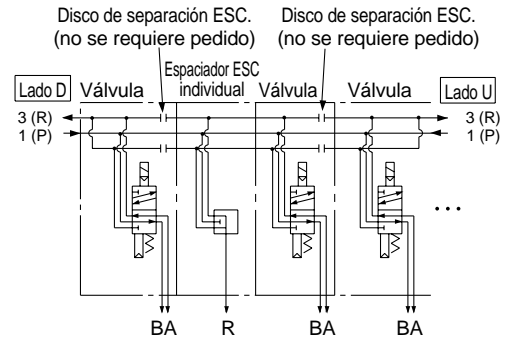 Disco de separación ESC.
(no se requiere pedido)
Disco de separación ESC.
(no se requiere pedido)
Espaciador ESC
individual
Lado D
Válvula
Válvula
Válvula
Lado U
3 (R)
1 (P)
3 (R)
1 (P)
...
BA
R
BA
BA